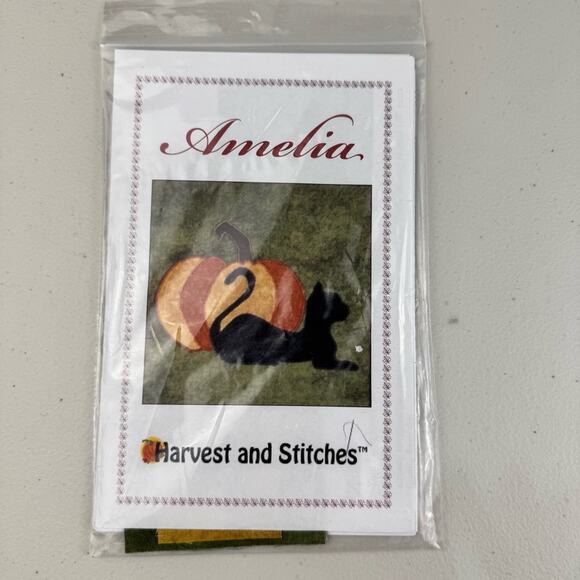 Amelia
Harvest and Stitches™